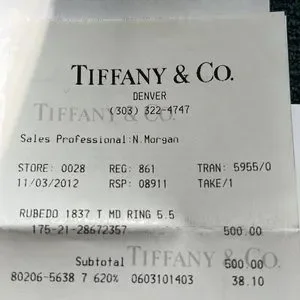 TIFFANY & CO.
DENVER
(303) 322-4747
TIFFANY & CO.
Sales Professional:N.Morgan
STORE: 0028 REG: 861 TRAN: 5955/0
11/03/2012 RSP: 08911 TAKE/1
RUBEDO 1837 T MD RING 5.5
175-21-28672357 500.00
TIFFANY & CO.
Subtotal 500.00
80206-5638 7 620% 0603101403 38.10